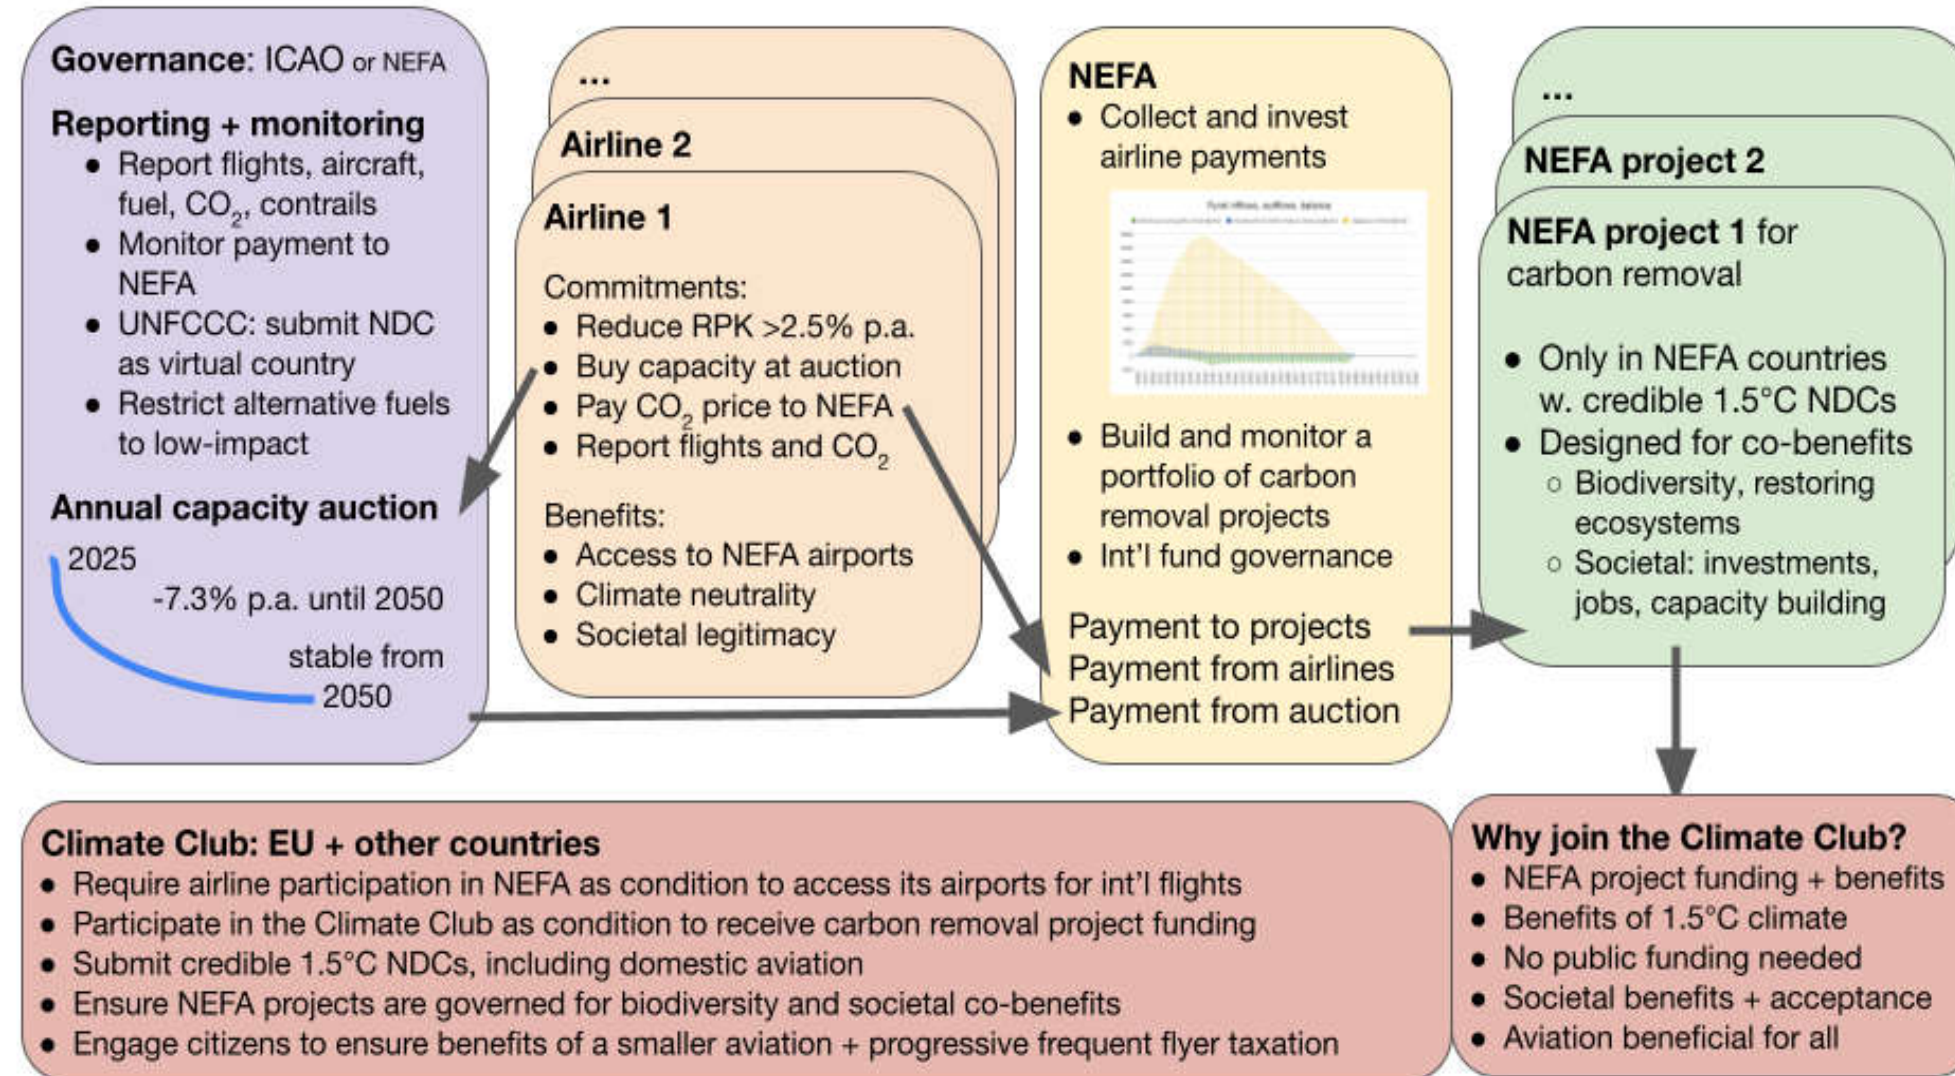 Governance: ICAO or NEFA
Reporting + monitoring
● Report flights, aircraft,
fuel, CO₂, contrails
● Monitor payment to
NEFA
● UNFCCC: submit NDC
as virtual country
● Restrict alternative fuels
to low-impact
Annual capacity auction
2025
-7.3% p.a. until 2050
stable from
2050
...
Airline 2
Airline 1
Commitments:
● Reduce RPK >2.5% p.a.
● Buy capacity at auction
● Pay CO₂ price to NEFA
● Report flights and CO₂
Benefits:
● Access to NEFA airports
● Climate neutrality
● Societal legitimacy
NEFA
● Collect and invest
airline payments
Fund inflows, outflows, balance
● Build and monitor a
portfolio of carbon
removal projects
● Int'l fund governance
Payment to projects
Payment from airlines
Payment from auction
...
NEFA project 2
NEFA project 1 for
carbon removal
● Only in NEFA countries
w. credible 1.5°C NDCs
● Designed for co-benefits
○ Biodiversity, restoring
ecosystems
○ Societal: investments,
jobs, capacity building
Climate Club: EU + other countries
● Require airline participation in NEFA as condition to access its airports for int'l flights
● Participate in the Climate Club as condition to receive carbon removal project funding
● Submit credible 1.5°C NDCs, including domestic aviation
● Ensure NEFA projects are governed for biodiversity and societal co-benefits
● Engage citizens to ensure benefits of a smaller aviation + progressive frequent flyer taxation
Why join the Climate Club?
● NEFA project funding + benefits
● Benefits of 1.5°C climate
● No public funding needed
● Societal benefits + acceptance
● Aviation beneficial for all